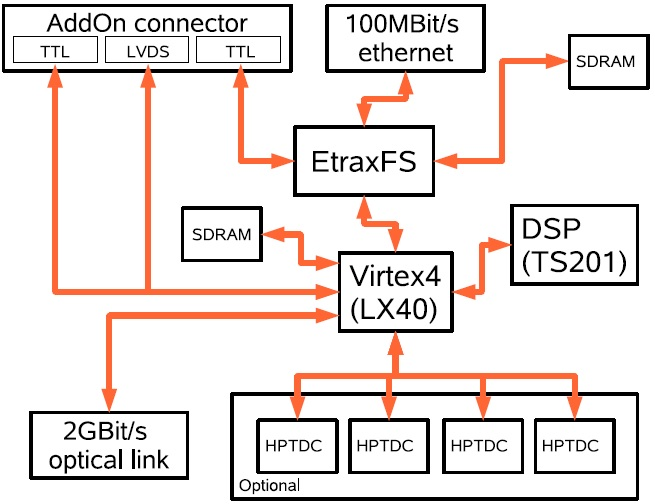 AddOn connector
TTL
LVDS
TTL
100MBit/s
ethernet
SDRAM
EtraxFS
SDRAM
DSP
(TS201)
Virtex4
(LX40)
2GBit/s
optical link
HPTDC
HPTDC
HPTDC
HPTDC
Optional